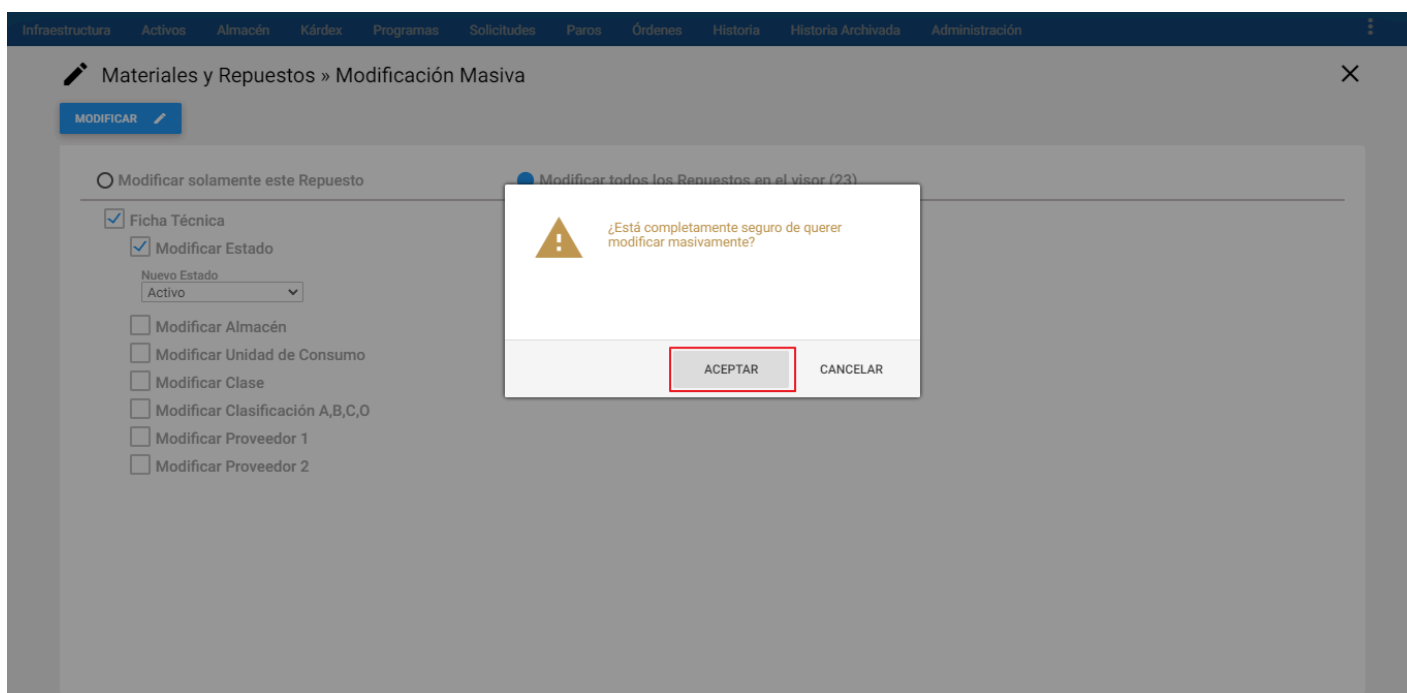 Infraestructura Activos Almacén Kárdex Programas Solicitudes Paros Órdenes Historia Historia Archivada Administración
Materiales y Repuestos » Modificación Masiva
MODIFICAR
Modificar solamente este Repuesto
Modificar todos los Repuestos en el visor (23)
Ficha Técnica
Modificar Estado
Nuevo Estado
Activo
Modificar Almacén
Modificar Unidad de Consumo
Modificar Clase
Modificar Clasificación A,B,C,O
Modificar Proveedor 1
Modificar Proveedor 2
¿Está completamente seguro de querer
modificar masivamente?
ACEPTAR CANCELAR